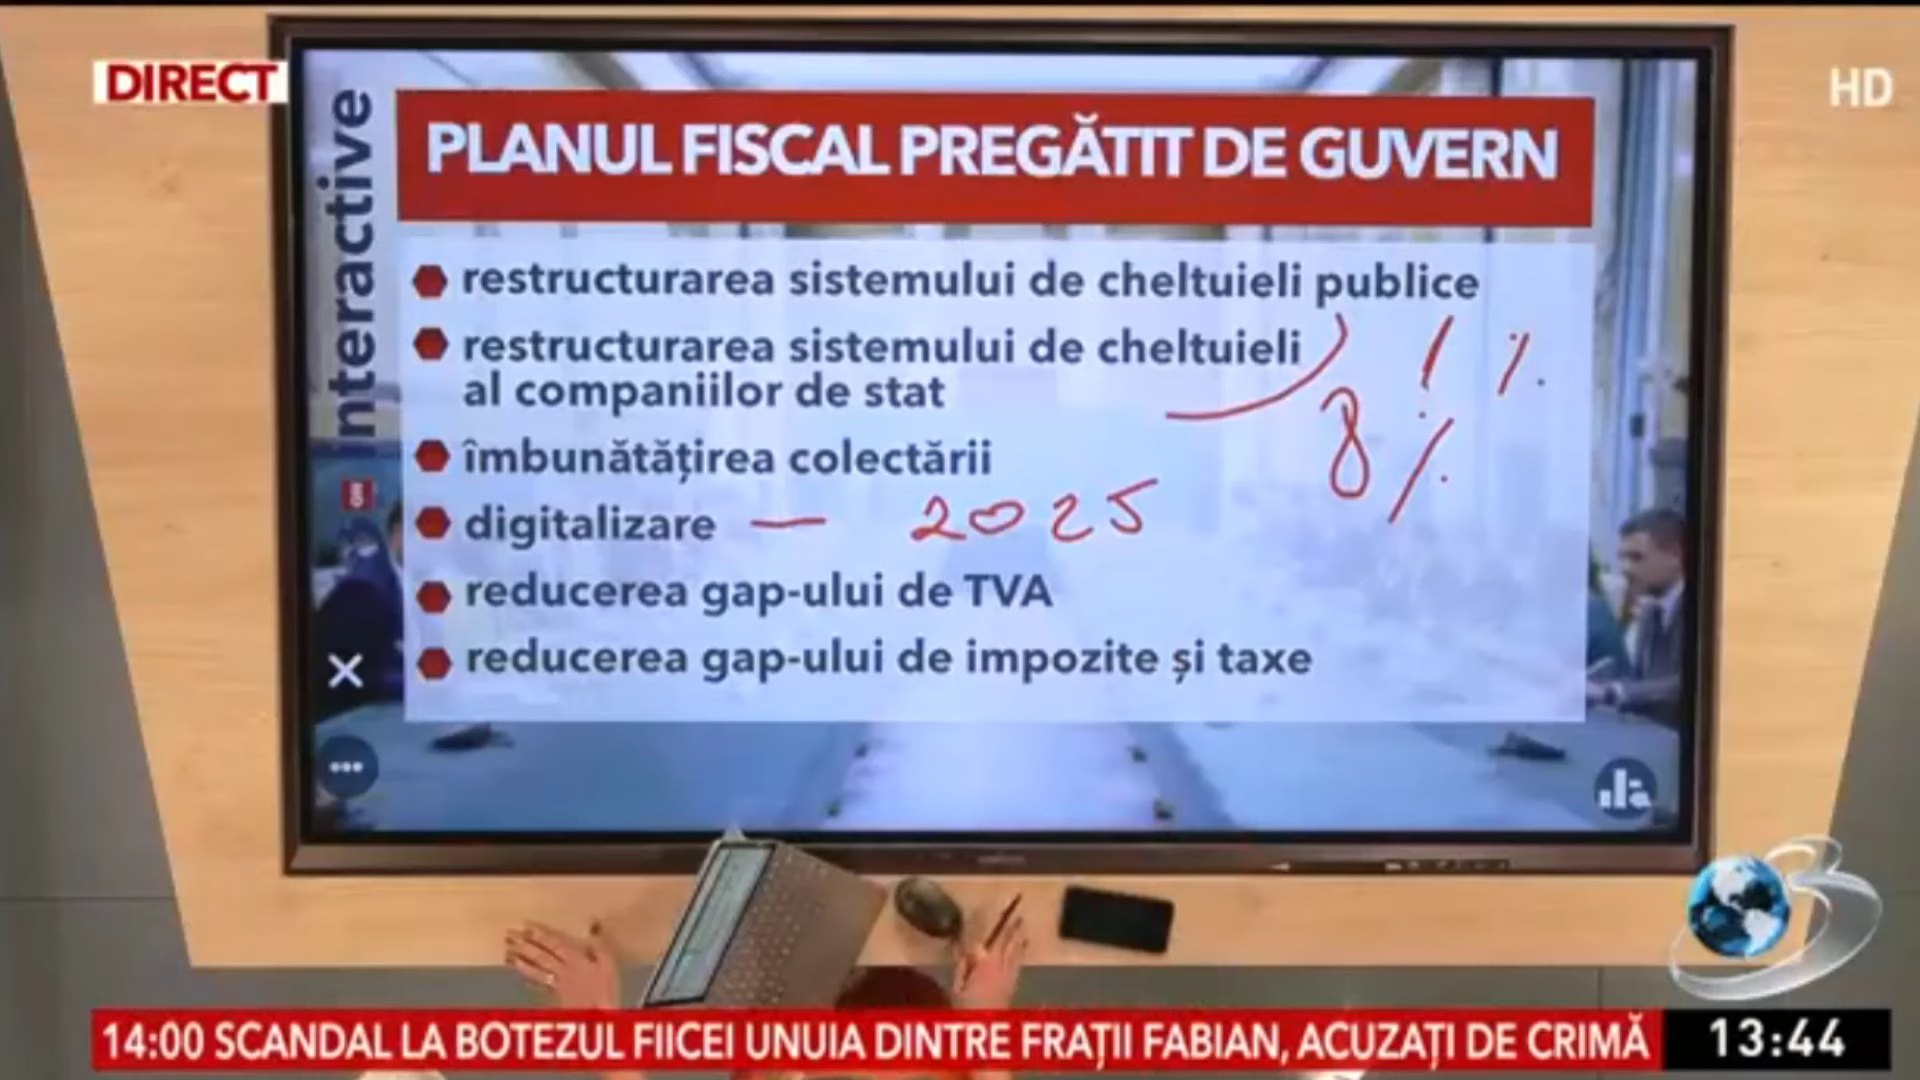 DIRECT
HD
interactive
PLANUL FISCAL PREGĂTIT DE GUVERN
restructurarea sistemului de cheltuieli publice
restructurarea sistemului de cheltuieli
al companiilor de stat
1 %
8 %
îmbunătățirea colectării
digitalizare — 2025
reducerea gap-ului de TVA
reducerea gap-ului de impozite și taxe
3
14:00 SCANDAL LA BOTEZUL FIICEI UNUIA DINTRE FRAȚII FABIAN, ACUZAȚI DE CRIMĂ
13:44